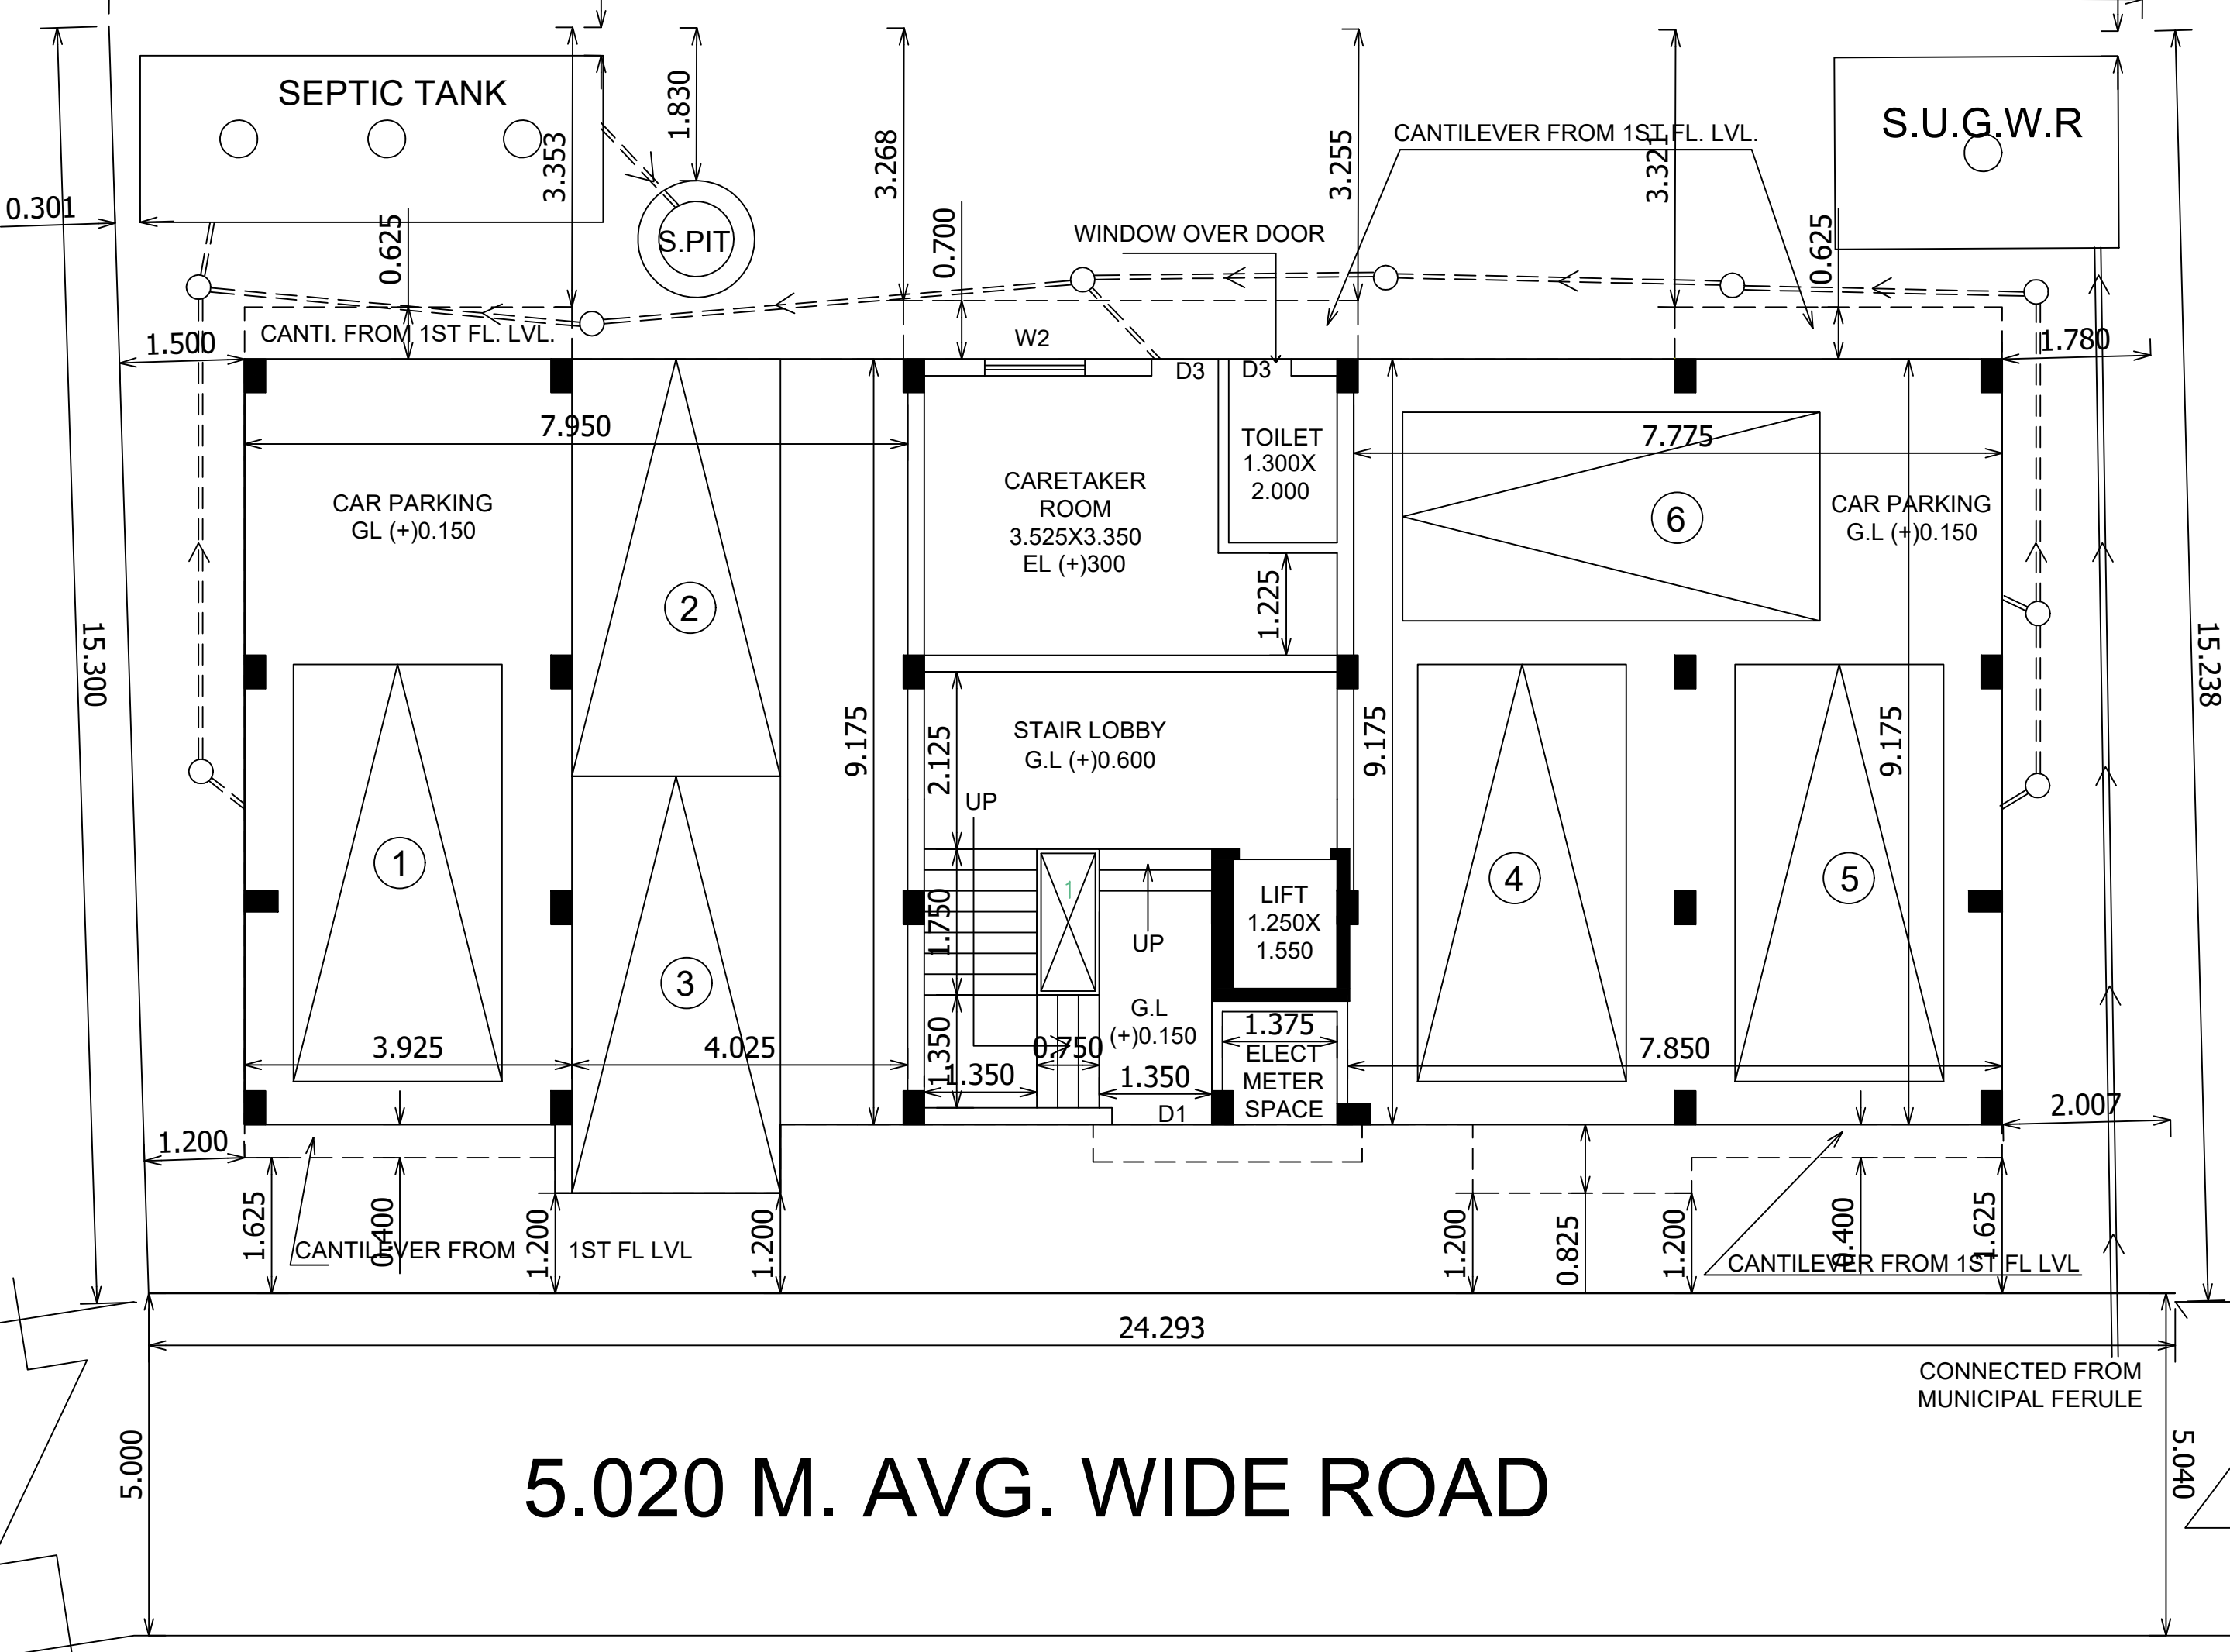 SEPTIC TANK
1.830
3.353
3.268
3.255
3.321
CANTILEVER FROM 1ST FL. LVL.
S.U.G.W.R
0.301
0.625
S.PIT
0.700
WINDOW OVER DOOR
0.625
1.500
CANTI. FROM 1ST FL. LVL.
W2
D3
D3
1.780
7.950
7.775
TOILET
1.300X
2.000
CARETAKER
ROOM
3.525X3.350
EL (+)300
CAR PARKING
GL (+)0.150
6
CAR PARKING
G.L (+)0.150
2
1.225
15.300
15.238
9.175
2.125
STAIR LOBBY
G.L (+)0.600
9.175
9.175
UP
1
1.750
1
UP
LIFT
1.250X
1.550
4
5
3
G.L
(+)0.150
1.375
3.925
4.025
1.350
0.750
ELECT
METER
SPACE
7.850
1.350
1.350
D1
2.007
1.200
1.625
0.400
1.200
1.200
1.200
0.825
1.200
0.400
1.625
CANTILEVER FROM 1ST FL LVL
CANTILEVER FROM 1ST FL LVL
24.293
CONNECTED FROM
MUNICIPAL FERULE
5.000
5.020 M. AVG. WIDE ROAD
5.040